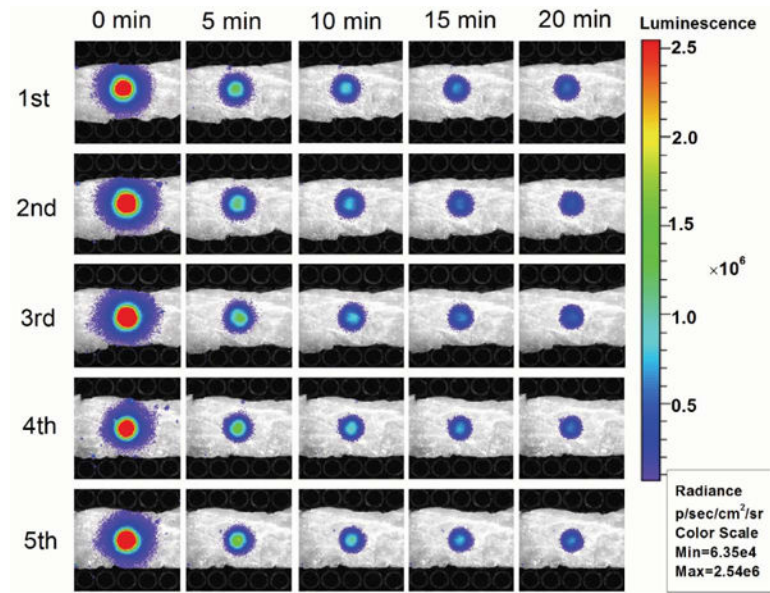 0 min 5 min 10 min 15 min 20 min
Luminescence
1st
2nd
3rd
4th
5th
2.5
2.0
1.5
×10⁶
1.0
0.5
Radiance
p/sec/cm²/sr
Color Scale
Min=6.35e4
Max=2.54e6